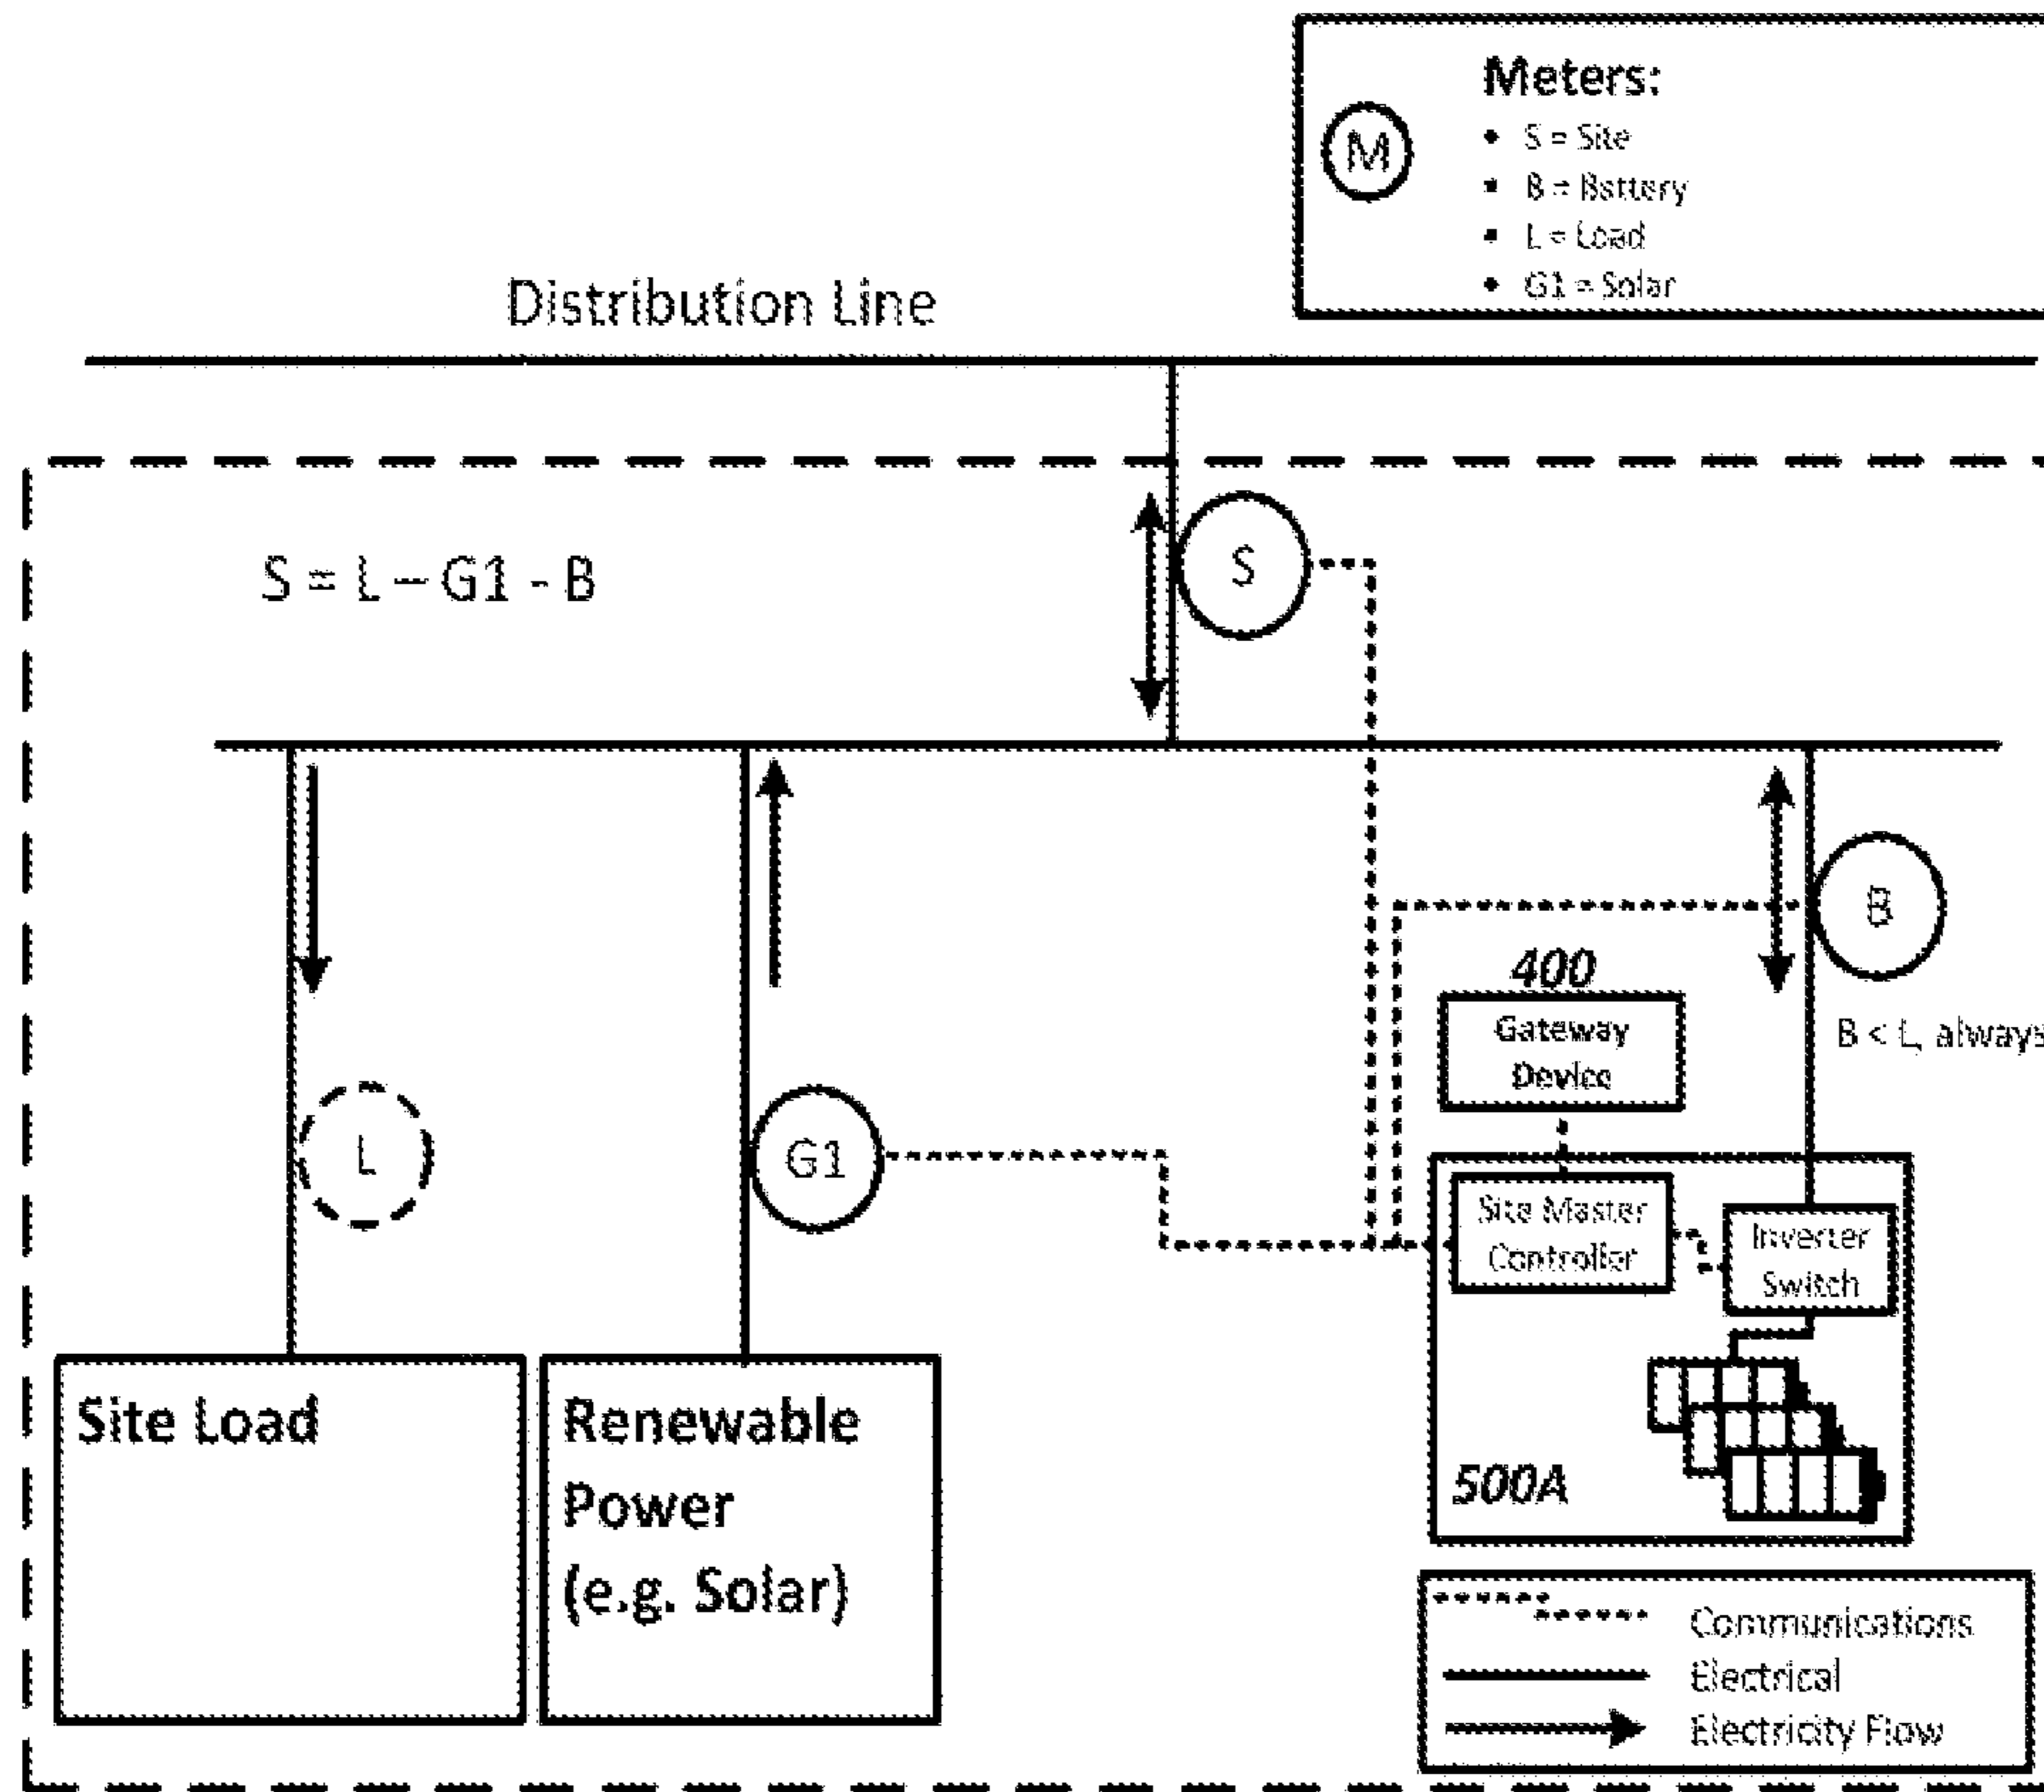 Meters:
M
• S = Site
▪ B = Battery
▪ L = Load
• G1 = Solar
Distribution Line
S = L – G1 - B
S
B
400
Gateway
Device
B < L, always
L
G1
Site Master
Controller
Inverter
Switch
Site Load
Renewable
Power
(e.g. Solar)
500A
Communications
Electrical
Electricity Flow